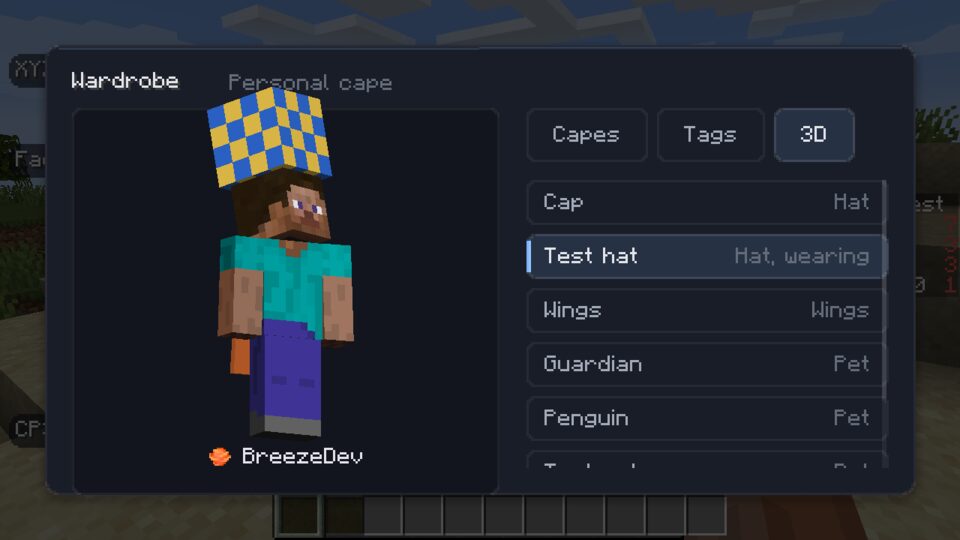 XYZ
Wardrobe
Personal cape
Capes
Tags
3D
Cap
Hat
Test hat
Hat, wearing
Wings
Wings
Guardian
Pet
Penguin
Pet
BreezeDev